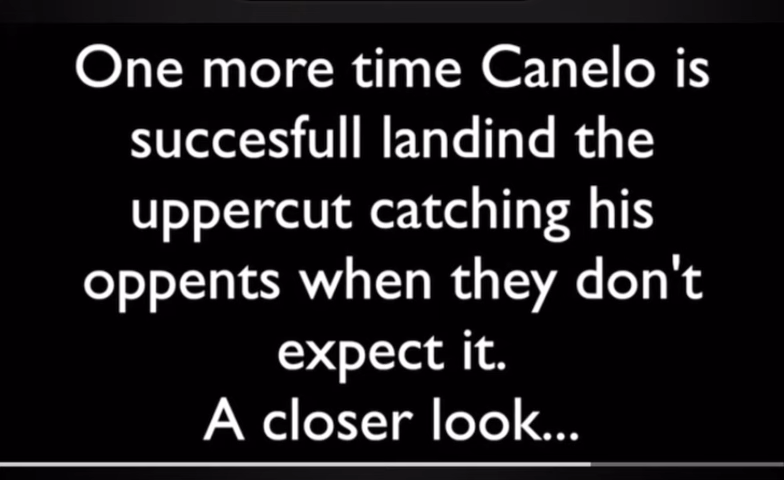 One more time Canelo is
succesfull landind the
uppercut catching his
oppents when they don't
expect it.
A closer look...